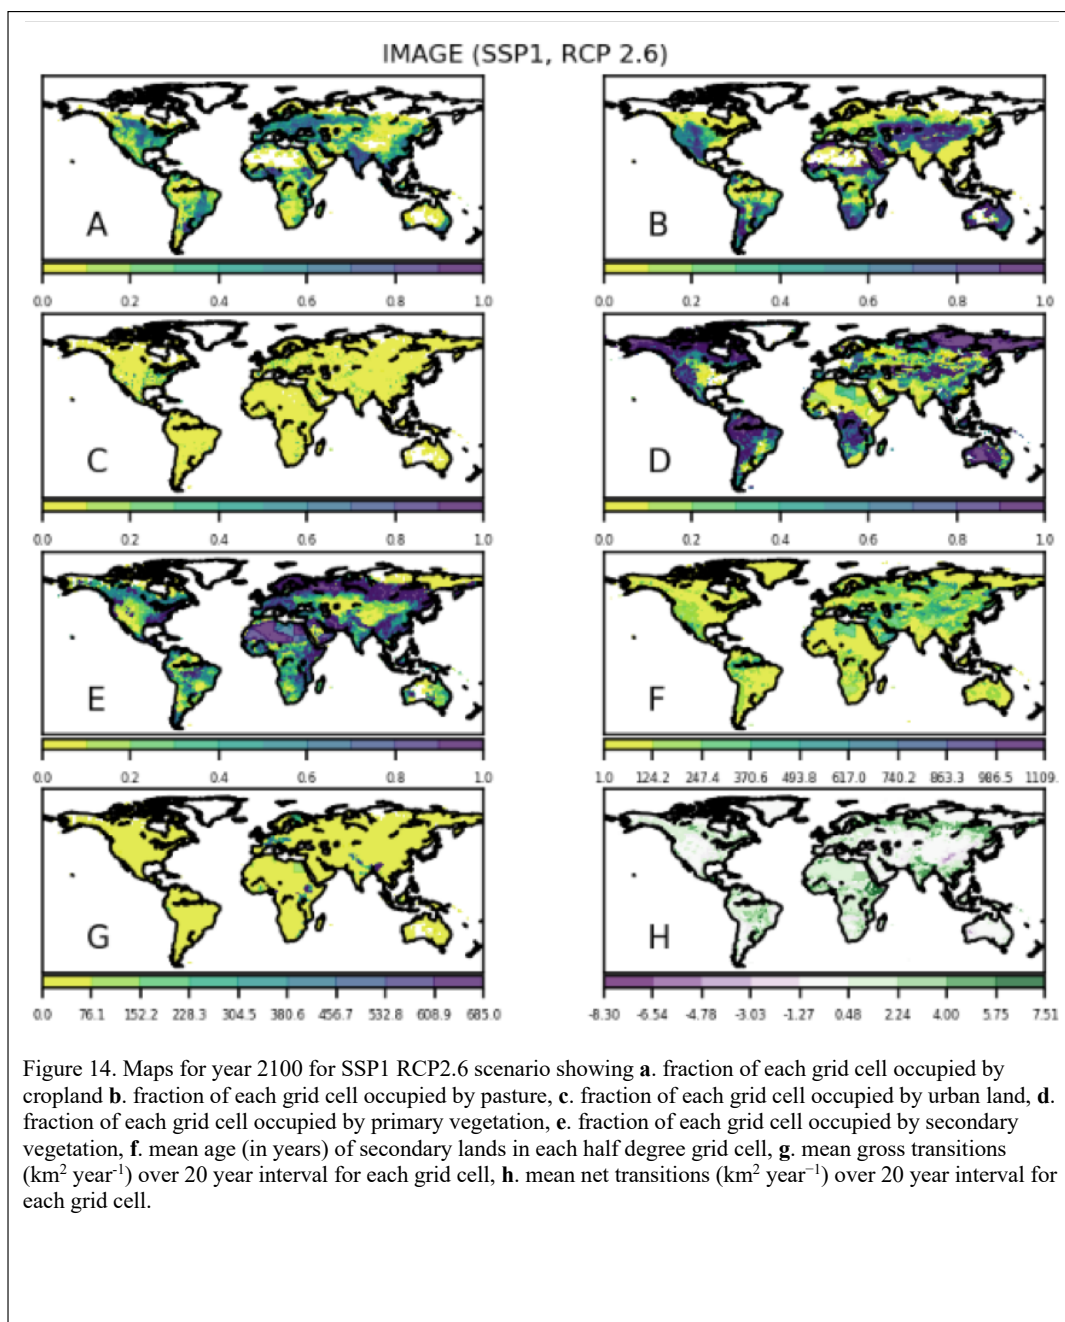 IMAGE (SSP1, RCP 2.6)
A
B
0.0 0.2 0.4 0.6 0.8 1.0
0.0 0.2 0.4 0.6 0.8 1.0
C
D
0.0 0.2 0.4 0.6 0.8 1.0
0.0 0.2 0.4 0.6 0.8 1.0
E
F
0.0 0.2 0.4 0.6 0.8 1.0
1.0 124.2 247.4 370.6 493.8 617.0 740.2 863.3 986.5 1109.
G
H
0.0 76.1 152.2 228.3 304.5 380.6 456.7 532.8 608.9 685.0
-8.30 -6.54 -4.78 -3.03 -1.27 0.48 2.24 4.00 5.75 7.51
Figure 14. Maps for year 2100 for SSP1 RCP2.6 scenario showing a. fraction of each grid cell occupied by
cropland b. fraction of each grid cell occupied by pasture, c. fraction of each grid cell occupied by urban land, d.
fraction of each grid cell occupied by primary vegetation, e. fraction of each grid cell occupied by secondary
vegetation, f. mean age (in years) of secondary lands in each half degree grid cell, g. mean gross transitions
(km² year⁻¹) over 20 year interval for each grid cell, h. mean net transitions (km² year⁻¹) over 20 year interval for
each grid cell.